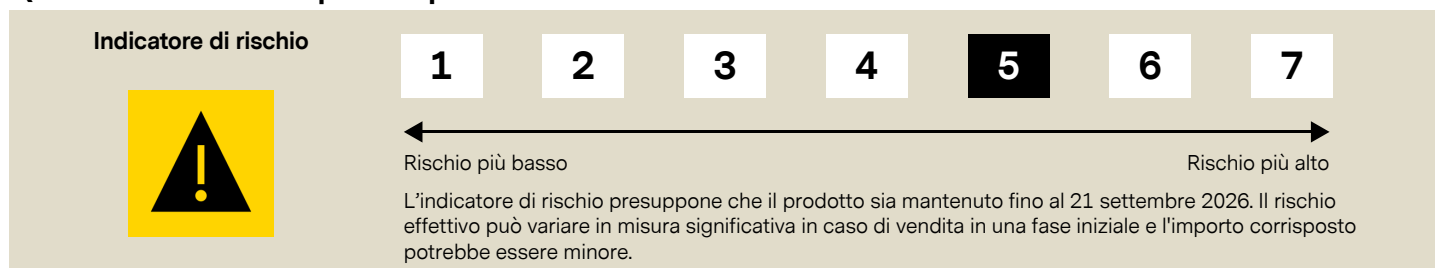 Indicatore di rischio
1 2 3 4 5 6 7
Rischio più basso Rischio più alto
L’indicatore di rischio presuppone che il prodotto sia mantenuto fino al 21 settembre 2026. Il rischio
effettivo può variare in misura significativa in caso di vendita in una fase iniziale e l'importo corrisposto
potrebbe essere minore.